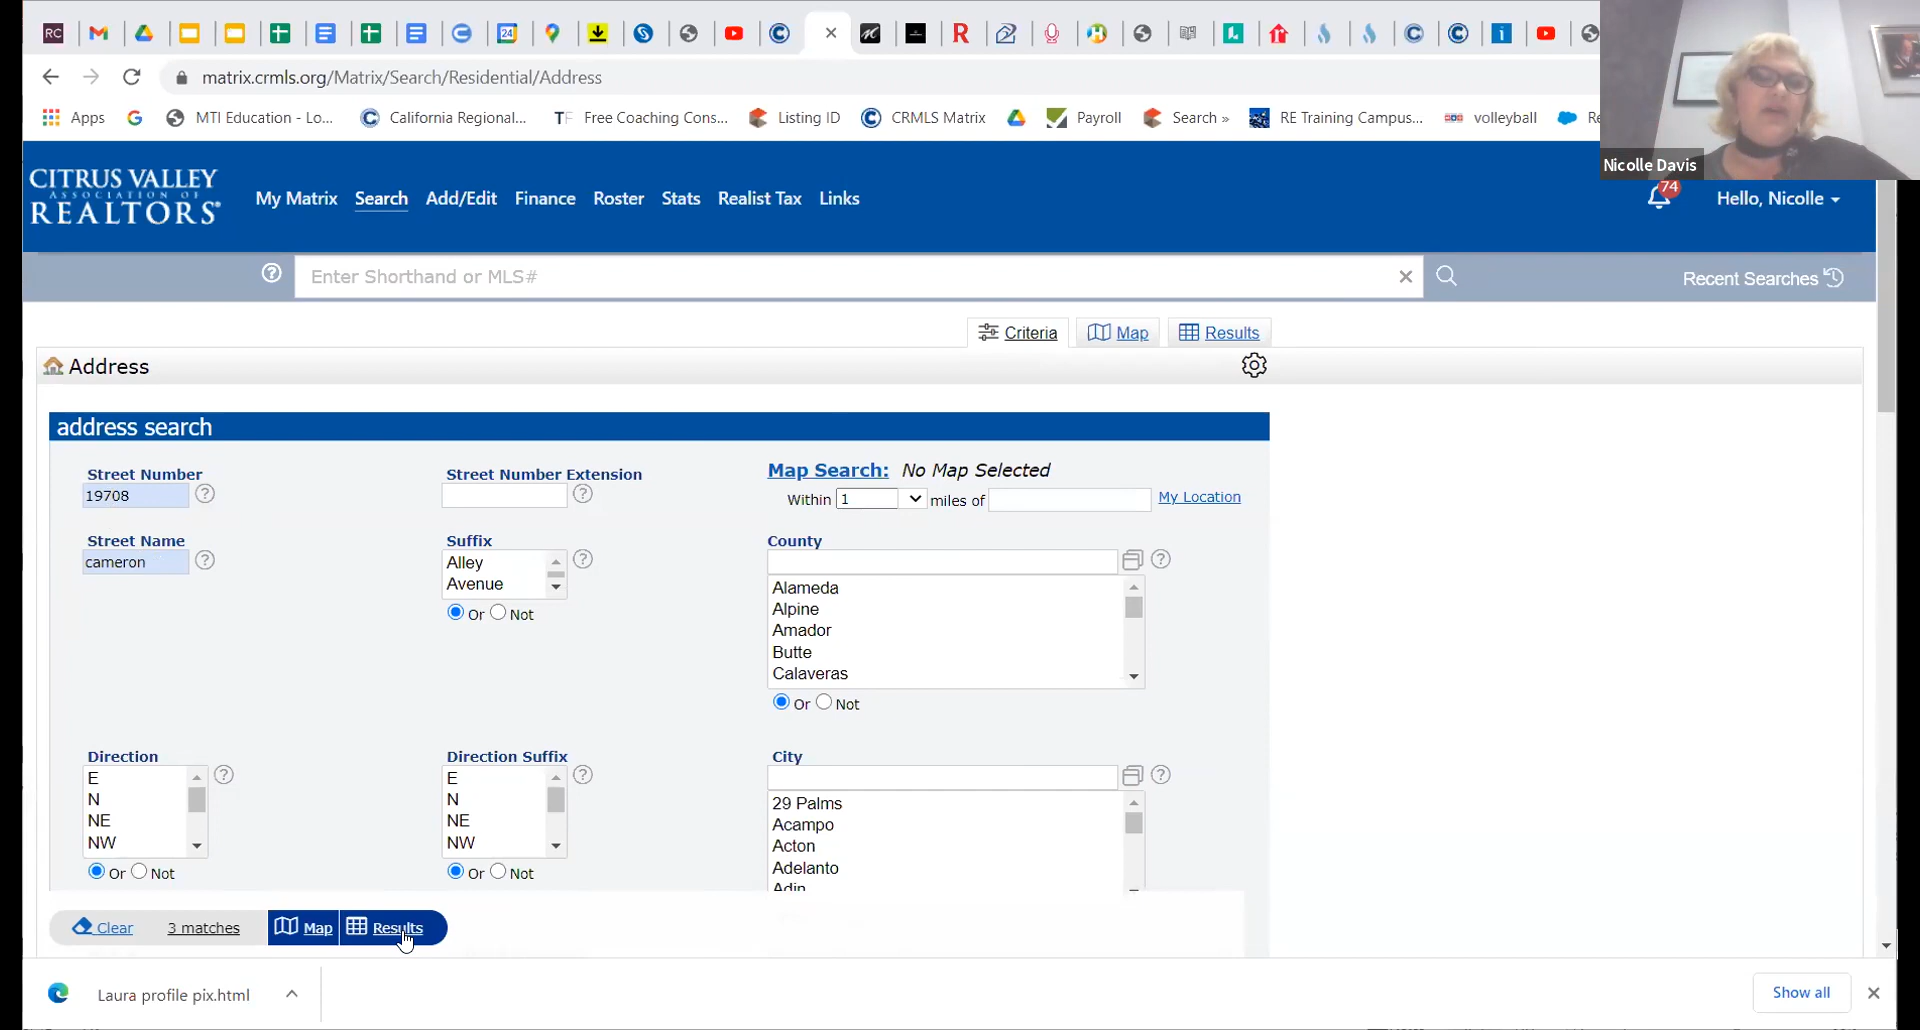 RC
24
matrix.crmls.org/Matrix/Search/Residential/Address
Apps MTI Education - Lo... California Regional... TF Free Coaching Cons... Listing ID CRMLS Matrix Payroll Search » RE Training Campus... volleyball Re
Nicolle Davis
CITRUS VALLEY
ASSOCIATION OF
REALTORS®
My Matrix Search Add/Edit Finance Roster Stats Realist Tax Links
74
Hello, Nicolle
Enter Shorthand or MLS#
Recent Searches
Criteria Map Results
Address
address search
Street Number
19708
Street Number Extension
Map Search: No Map Selected
Within 1 miles of My Location
Street Name
cameron
Suffix
Alley
Avenue
Or Not
County
Alameda
Alpine
Amador
Butte
Calaveras
Or Not
Direction
E
N
NE
NW
Or Not
Direction Suffix
E
N
NE
NW
Or Not
City
29 Palms
Acampo
Acton
Adelanto
Adin
Clear 3 matches Map Results
Laura profile pix.html
Show all